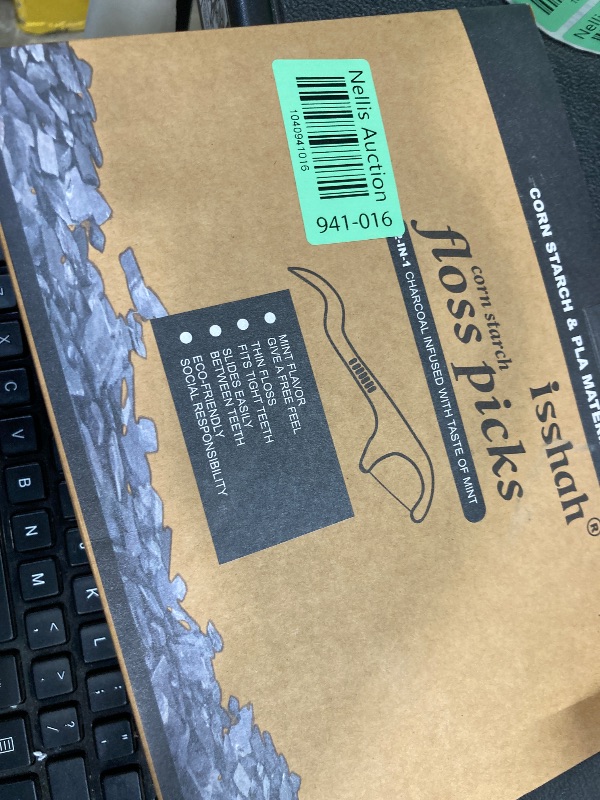 CORN STARCH & PLA
isshah®
corn starch
floss picks
-IN-1 CHARCOAL INFUSED WITH TASTE OF MINT
Nellis Auction
1040941016
941-016
MINT FLAVOR
GIVE A FREE FEEL
THIN FLOSS
FITS TIGHT TEETH
SLIDES EASILY
BETWEEN TEETH
ECO-FRIENDLY
SOCIAL RESPONSIBILITY
Nellis
X
C
V
B
N
M
K
L
<
,
>
.
:
;
?
/
"
'